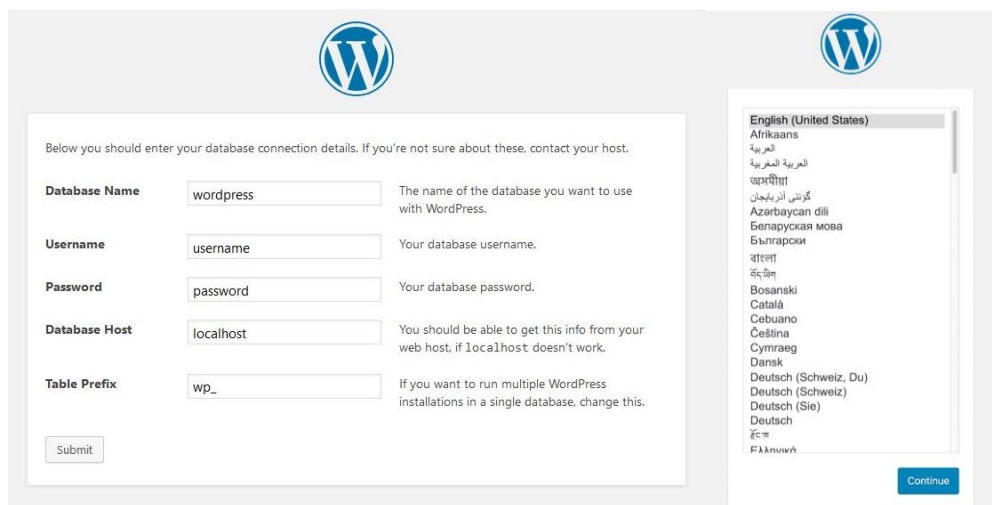 Below you should enter your database connection details. If you're not sure about these, contact your host.
Database Name
wordpress
The name of the database you want to use
with WordPress.
Username
username
Your database username.
Password
password
Your database password.
Database Host
localhost
You should be able to get this info from your
web host, if localhost doesn't work.
Table Prefix
wp_
If you want to run multiple WordPress
installations in a single database, change this.
Submit
English (United States)
Afrikaans
العربية
العربية المغربية
অসমীয়া
گؤنئی آذربایجان
Azərbaycan dili
Беларуская мова
Български
বাংলা
བོད་ཡིག
Bosanski
Català
Cebuano
Čeština
Cymraeg
Dansk
Deutsch (Schweiz, Du)
Deutsch (Schweiz)
Deutsch (Sie)
Deutsch
རྫོང་ཁ
Ελληνικά
Continue